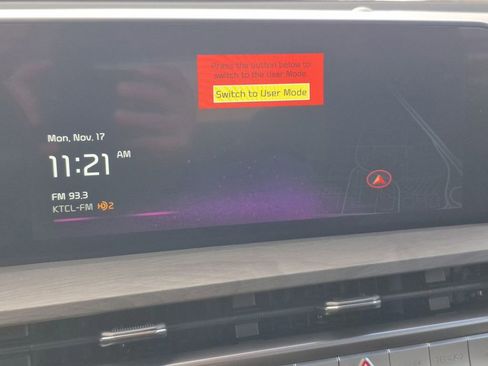 Press the button below to
switch to the User Mode.
Switch to User Mode
Mon, Nov. 17
11:21 AM
FM 93.3
KTCL-FM HD2